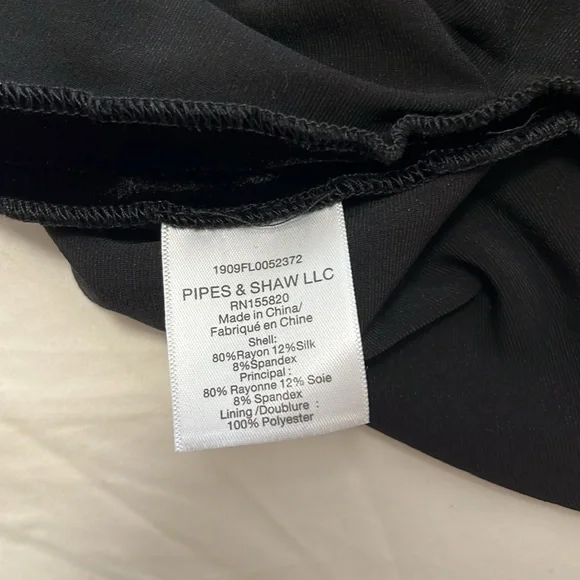 1909FL0052372
PIPES & SHAW LLC
RN155820
Made in China/
Fabriqué en Chine
Shell:
80%Rayon 12%Silk
8%Spandex
Principal :
80% Rayonne 12% Soie
8% Spandex
Lining /Doublure :
100% Polyester